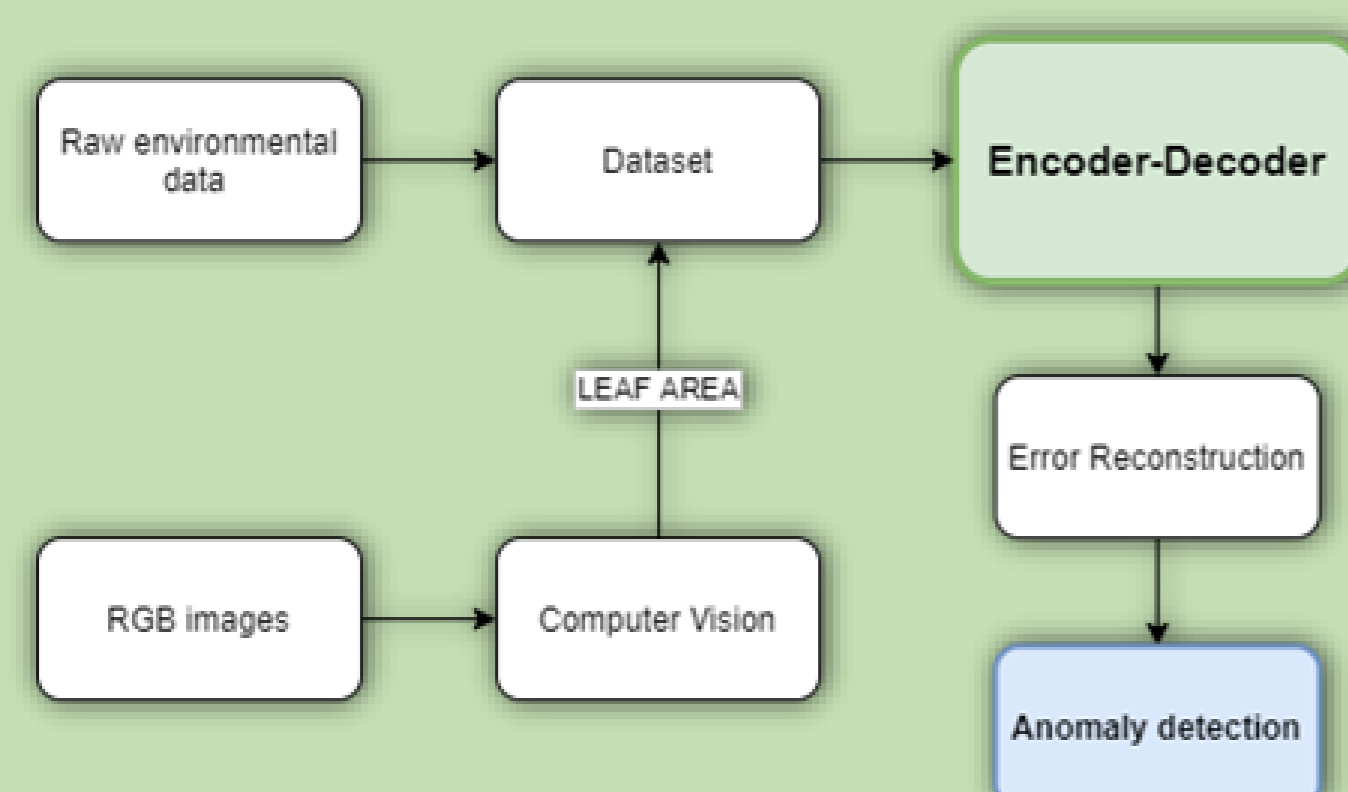 Raw environmental
data
Dataset
Encoder-Decoder
LEAF AREA
Error Reconstruction
RGB images
Computer Vision
Anomaly detection